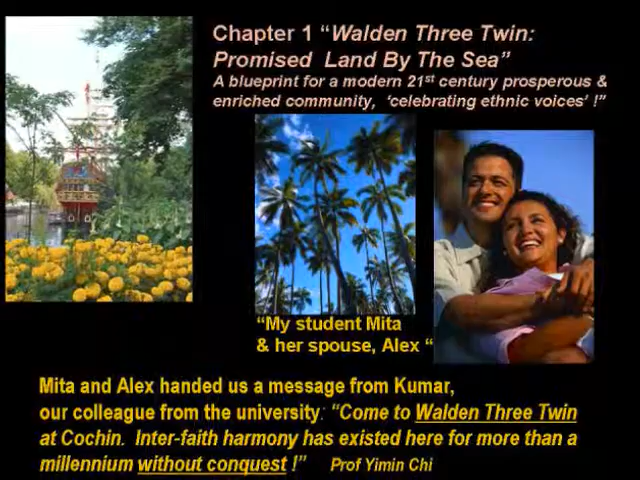 Chapter 1 “Walden Three Twin:
Promised Land By The Sea”
A blueprint for a modern 21st century prosperous &
enriched community, ‘celebrating ethnic voices’ !”
“My student Mita
& her spouse, Alex “
Mita and Alex handed us a message from Kumar,
our colleague from the university: “Come to Walden Three Twin
at Cochin. Inter-faith harmony has existed here for more than a
millennium without conquest !” Prof Yimin Chi